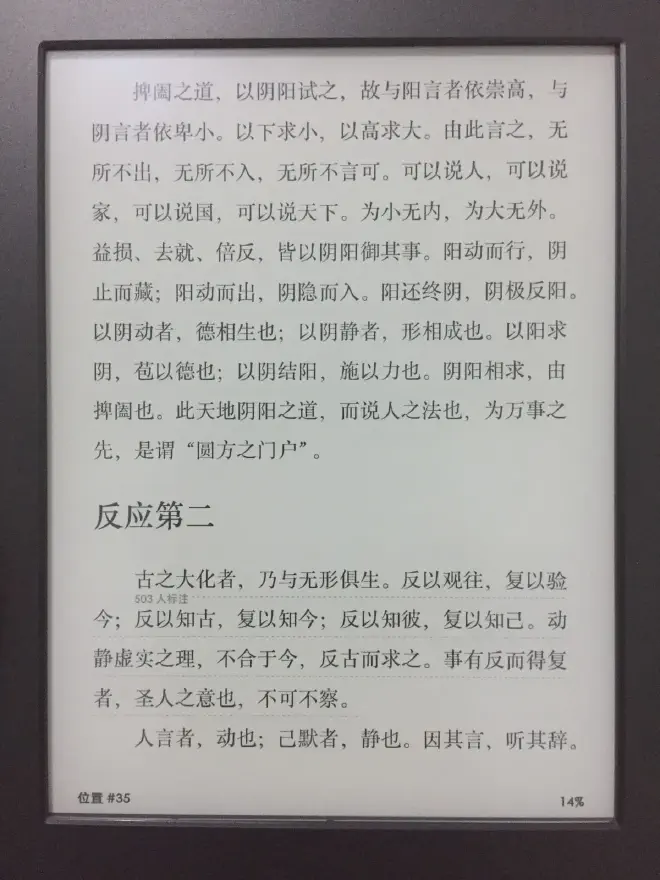 捭阖之道，以阴阳试之，故与阳言者依崇高，与
阴言者依卑小。以下求小，以高求大。由此言之，无
所不出，无所不入，无所不言可。可以说人，可以说
家，可以说国，可以说天下。为小无内，为大无外。
益损、去就、倍反，皆以阴阳御其事。阳动而行，阴
止而藏；阳动而出，阴隐而入。阳还终阴，阴极反阳。
以阴动者，德相生也；以阴静者，形相成也。以阳求
阴，苞以德也；以阴结阳，施以力也。阴阳相求，由
捭阖也。此天地阴阳之道，而说人之法也，为万事之
先，是谓“圆方之门户”。
反应第二
古之大化者，乃与无形俱生。反以观往，复以验
503 人标注
今；反以知古，复以知今；反以知彼，复以知己。动
静虚实之理，不合于今，反古而求之。事有反而得复
者，圣人之意也，不可不察。
人言者，动也；己默者，静也。因其言，听其辞。
位置 #35
14%